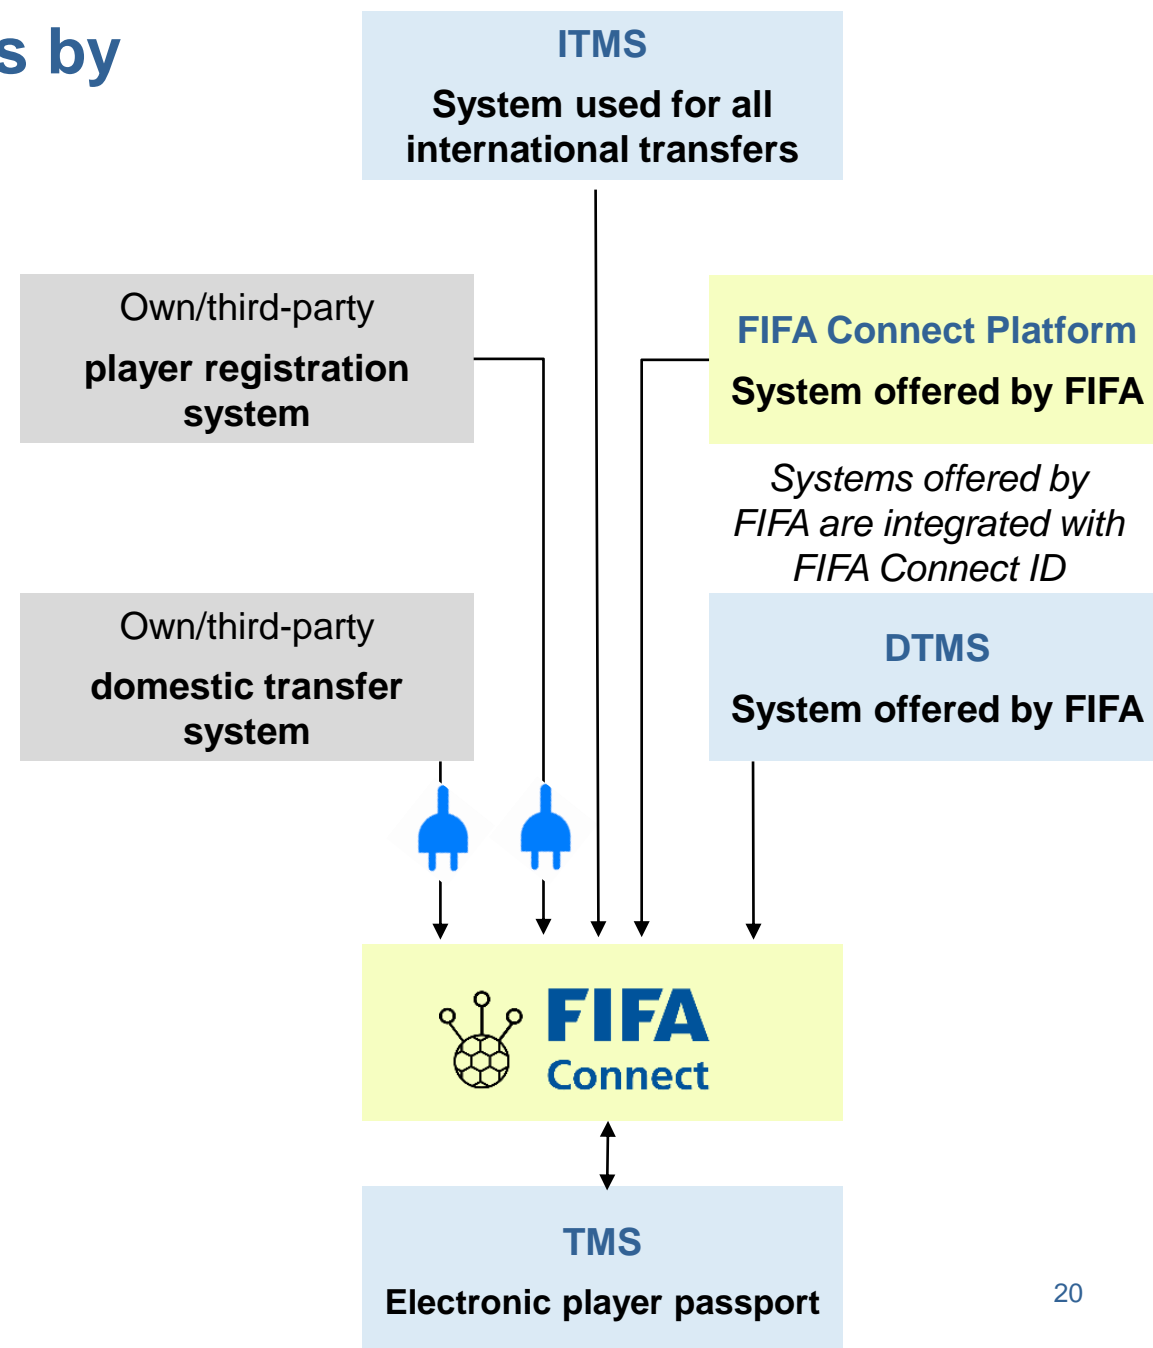 s by
ITMS
System used for all
international transfers
Own/third-party
player registration
system
FIFA Connect Platform
System offered by FIFA
Systems offered by
FIFA are integrated with
FIFA Connect ID
Own/third-party
domestic transfer
system
DTMS
System offered by FIFA
FIFA
Connect
TMS
Electronic player passport
20